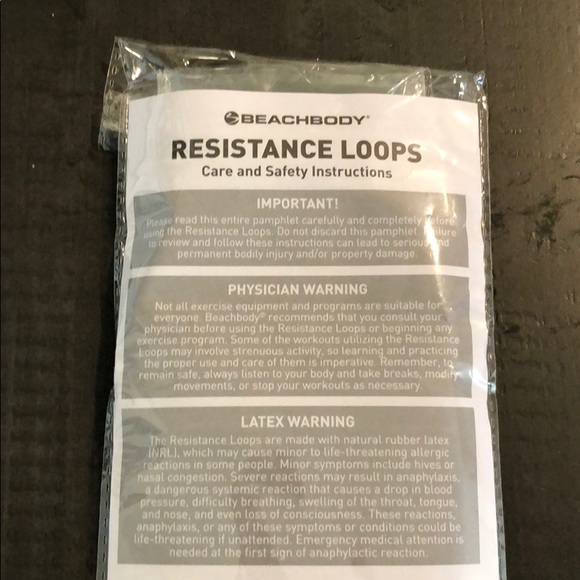 BEACHBODY®
RESISTANCE LOOPS
Care and Safety Instructions
IMPORTANT!
Please read this entire pamphlet carefully and completely before
using the Resistance Loops. Do not discard this pamphlet. Failure
to review and follow these instructions can lead to serious and
permanent bodily injury and/or property damage.
PHYSICIAN WARNING
Not all exercise equipment and programs are suitable for
everyone. Beachbody® recommends that you consult your
physician before using the Resistance Loops or beginning any
exercise program. Some of the workouts utilizing the Resistance
Loops may involve strenuous activity, so learning and practicing
the proper use and care of them is imperative. Remember, to
remain safe, always listen to your body and take breaks, modify
movements, or stop your workouts as necessary.
LATEX WARNING
The Resistance Loops are made with natural rubber latex
(NRL), which may cause minor to life-threatening allergic
reactions in some people. Minor symptoms include hives or
nasal congestion. Severe reactions may result in anaphylaxis,
a dangerous systemic reaction that causes a drop in blood
pressure, difficulty breathing, swelling of the throat, tongue,
and nose, and even loss of consciousness. These reactions,
anaphylaxis, or any of these symptoms or conditions could be
life-threatening if unattended. Emergency medical attention is
needed at the first sign of anaphylactic reaction.